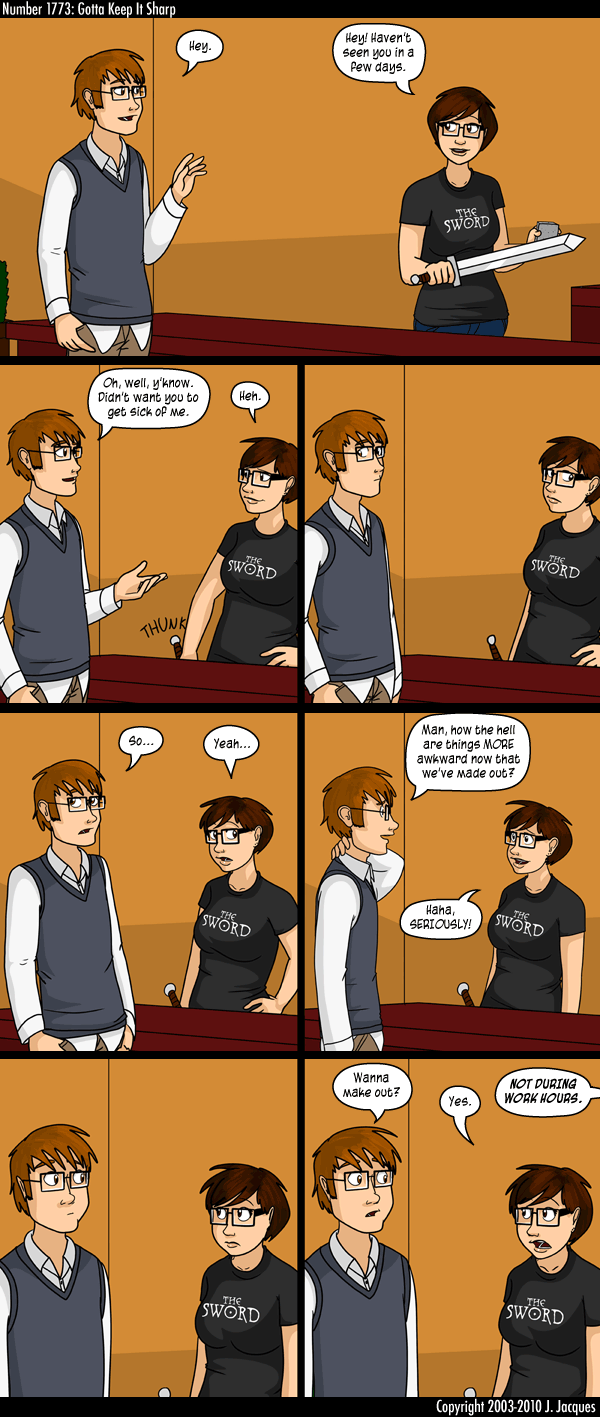 Number 1773: Gotta Keep It Sharp
Hey.
Hey! Haven't
seen you in a
few days.
THE
SWORD
Oh, well, y'know.
Didn't want you to
get sick of me.
Heh.
THUNK
THE
SWORD
THE
SWORD
So...
Yeah...
THE
SWORD
Man, how the hell
are things MORE
awkward now that
we've made out?
Haha,
SERIOUSLY!
THE
SWORD
THE
SWORD
Wanna
make out?
Yes.
NOT DURING
WORK HOURS.
THE
SWORD
Copyright 2003-2010 J. Jacques